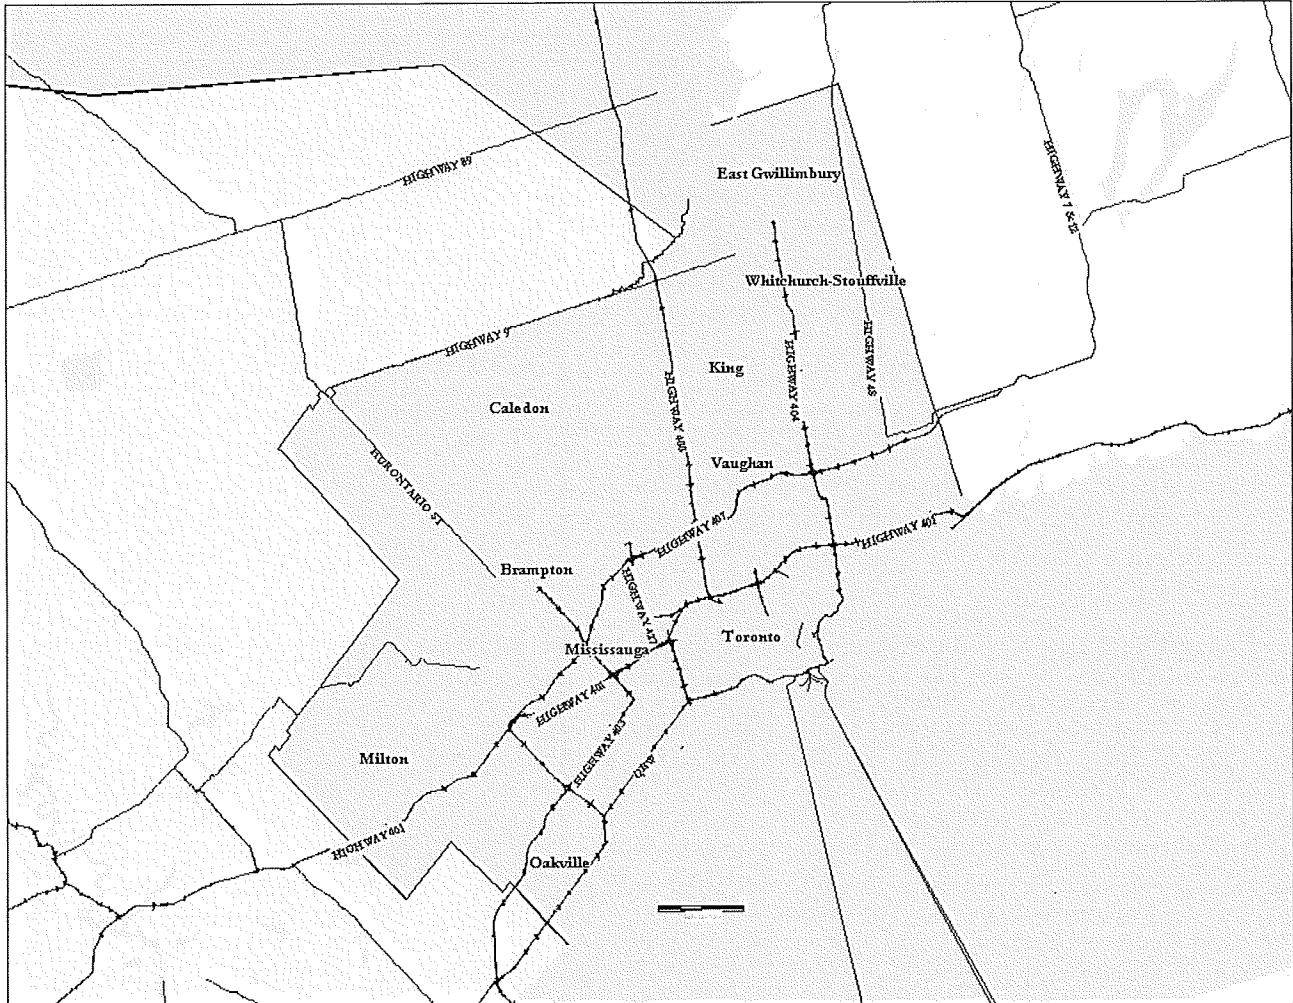 HIGHWAY 89
East Gwillimbury
HIGHWAY 7 & 12
Whitchurch-Stouffville
HIGHWAY 9
King
HIGHWAY 404
HIGHWAY 48
Caledon
HIGHWAY 400
Vaughan
HURONTARIO ST
HIGHWAY 407
HIGHWAY 401
Brampton
HIGHWAY 427
Toronto
Mississauga
HIGHWAY 401
HIGHWAY 403
Milton
QEW
HIGHWAY 401
Oakville